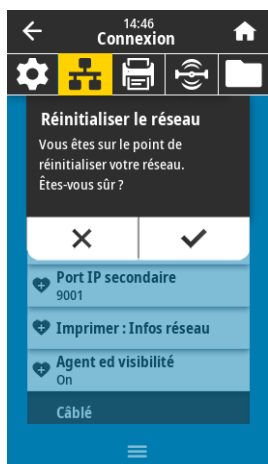 14:46
Connexion
Réinitialiser le réseau
Vous êtes sur le point de
réinitialiser votre réseau.
Êtes-vous sûr ?
Port IP secondaire
9001
Imprimer : Infos réseau
Agent ed visibilité
On
Câblé